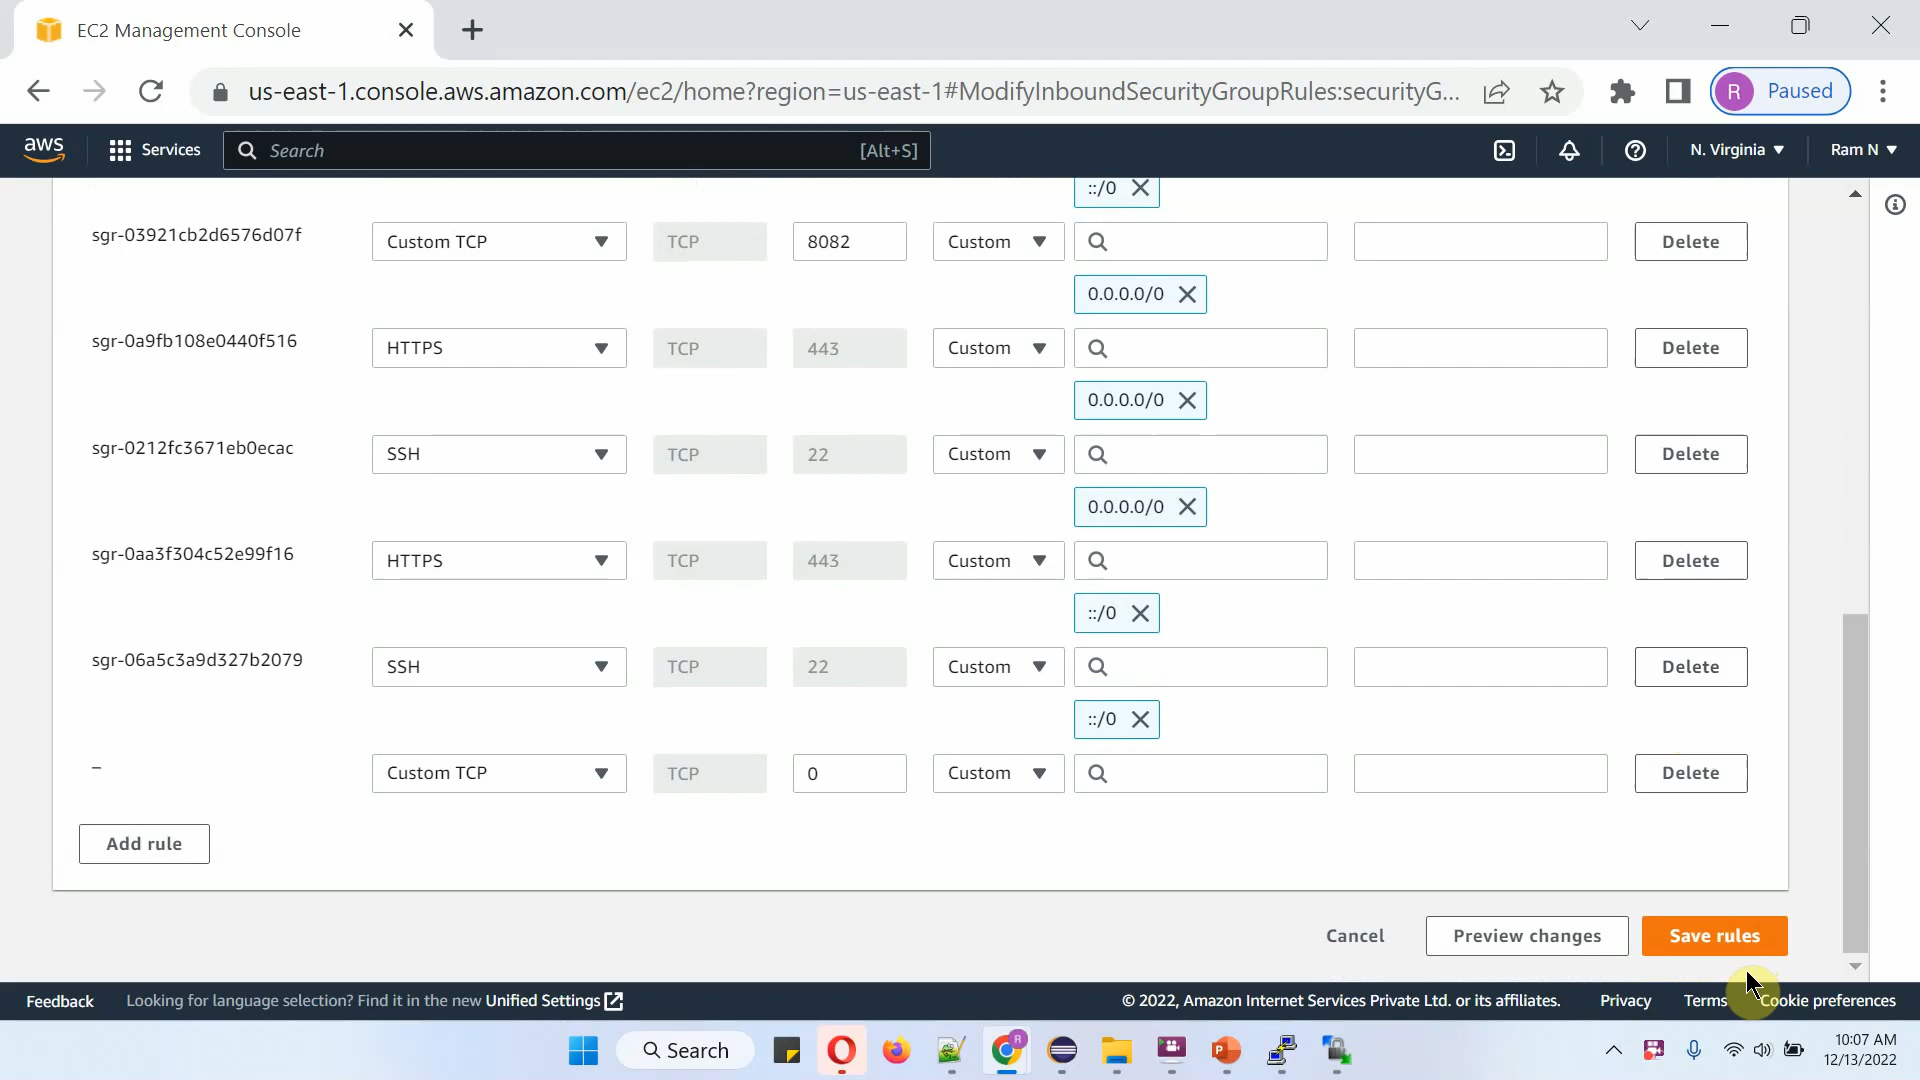 EC2 Management Console
us-east-1.console.aws.amazon.com/ec2/home?region=us-east-1#ModifyInboundSecurityGroupRules:securityG...
R Paused
aws Services Search [Alt+S] N. Virginia Ram N
::/0
sgr-03921cb2d6576d07f Custom TCP TCP 8082 Custom Delete
0.0.0.0/0
sgr-0a9fb108e0440f516 HTTPS TCP 443 Custom Delete
0.0.0.0/0
sgr-0212fc3671eb0ecac SSH TCP 22 Custom Delete
0.0.0.0/0
sgr-0aa3f304c52e99f16 HTTPS TCP 443 Custom Delete
::/0
sgr-06a5c3a9d327b2079 SSH TCP 22 Custom Delete
::/0
– Custom TCP TCP 0 Custom Delete
Add rule
Cancel Preview changes Save rules
Feedback Looking for language selection? Find it in the new Unified Settings © 2022, Amazon Internet Services Private Ltd. or its affiliates. Privacy Terms Cookie preferences
Search
10:07 AM
12/13/2022